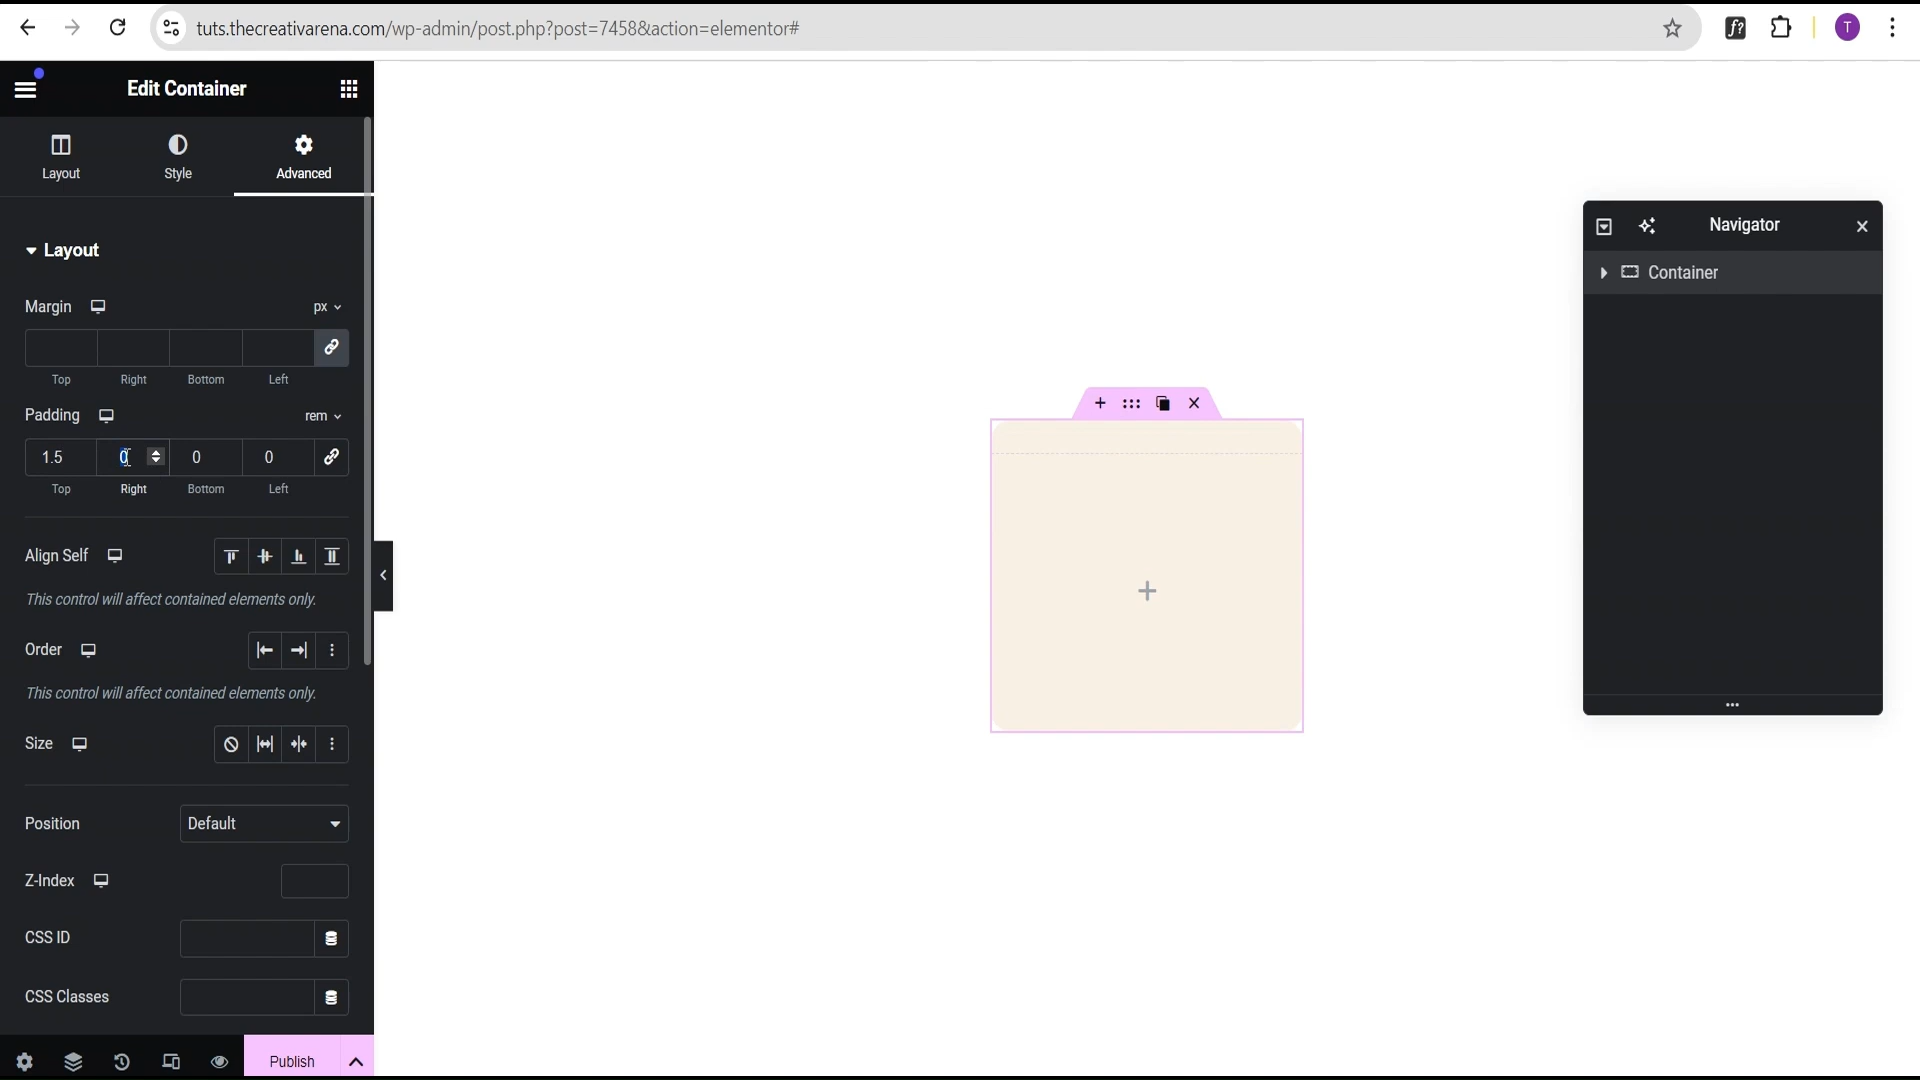 tuts.thecreativarena.com/wp-admin/post.php?post=7458&action=elementor#
T
Edit Container
Layout
Style
Advanced
Layout
Margin
px
Top
Right
Bottom
Left
Padding
rem
1.5
0
0
0
Top
Right
Bottom
Left
Align Self
This control will affect contained elements only.
Order
This control will affect contained elements only.
Size
Position
Default
Z-Index
CSS ID
CSS Classes
Publish
Navigator
Container